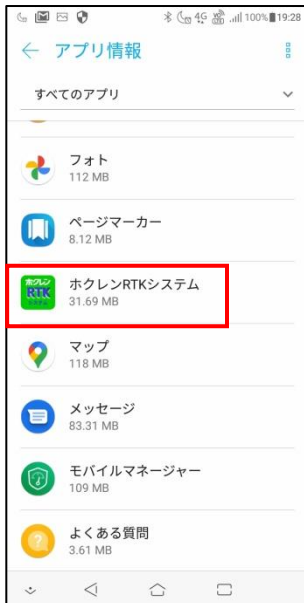 4G 100% 19:28
アプリ情報
すべてのアプリ
フォト
112 MB
ページマーカー
8.12 MB
ホクレン
RTK
システム
ホクレンRTKシステム
31.69 MB
マップ
118 MB
メッセージ
83.31 MB
モバイルマネージャー
109 MB
よくある質問
3.61 MB